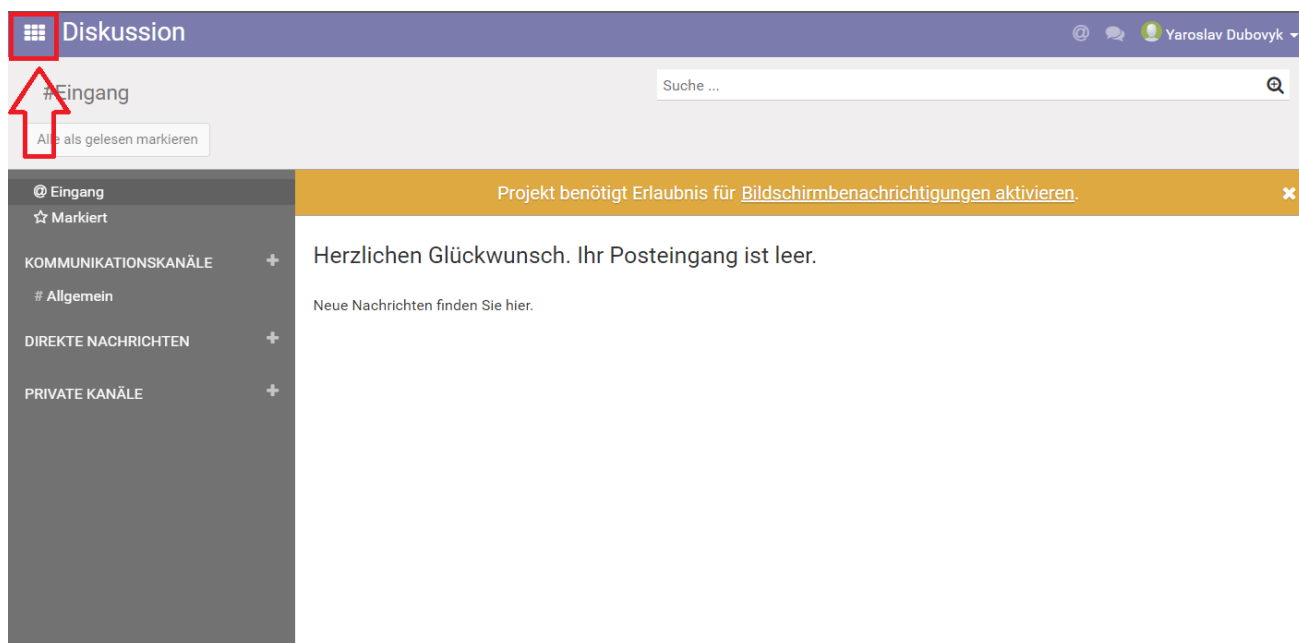 Diskussion
@ Yaroslav Dubovyk
#Eingang
Suche ...
Alle als gelesen markieren
@ Eingang
Markiert
KOMMUNIKATIONSKANÄLE +
# Allgemein
DIREKTE NACHRICHTEN +
PRIVATE KANÄLE +
Projekt benötigt Erlaubnis für Bildschirmbenachrichtigungen aktivieren.
Herzlichen Glückwunsch. Ihr Posteingang ist leer.
Neue Nachrichten finden Sie hier.